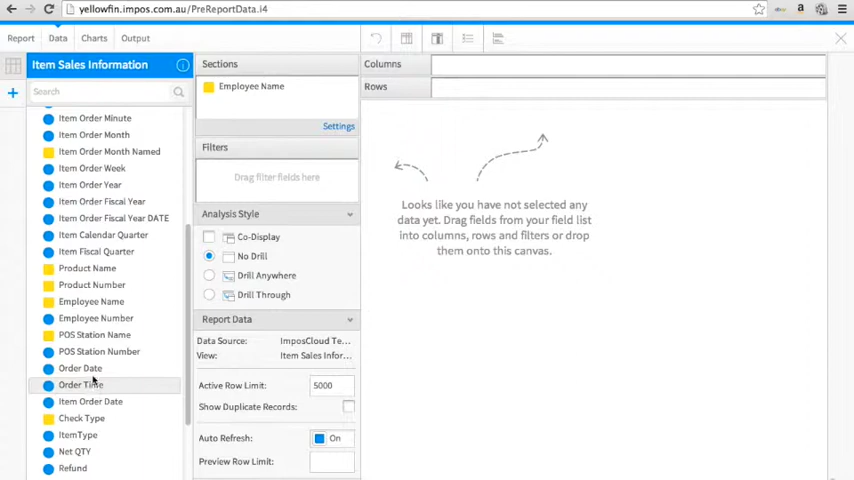 yellowfin.impos.com.au/PreReportData.i4
Report
Data
Charts
Output
Item Sales Information
Search
Item Order Minute
Item Order Month
Item Order Month Named
Item Order Week
Item Order Year
Item Order Fiscal Year
Item Order Fiscal Year DATE
Item Calendar Quarter
Item Fiscal Quarter
Product Name
Product Number
Employee Name
Employee Number
POS Station Name
POS Station Number
Order Date
Order Time
Item Order Date
Check Type
ItemType
Net QTY
Refund
Sections
Employee Name
Settings
Filters
Drag filter fields here
Analysis Style
Co-Display
No Drill
Drill Anywhere
Drill Through
Report Data
Data Source: ImposCloud Te...
View: Item Sales Infor...
Active Row Limit: 5000
Show Duplicate Records:
Auto Refresh: On
Preview Row Limit:
Columns
Rows
Looks like you have not selected any
data yet. Drag fields from your field list
into columns, rows and filters or drop
them onto this canvas.